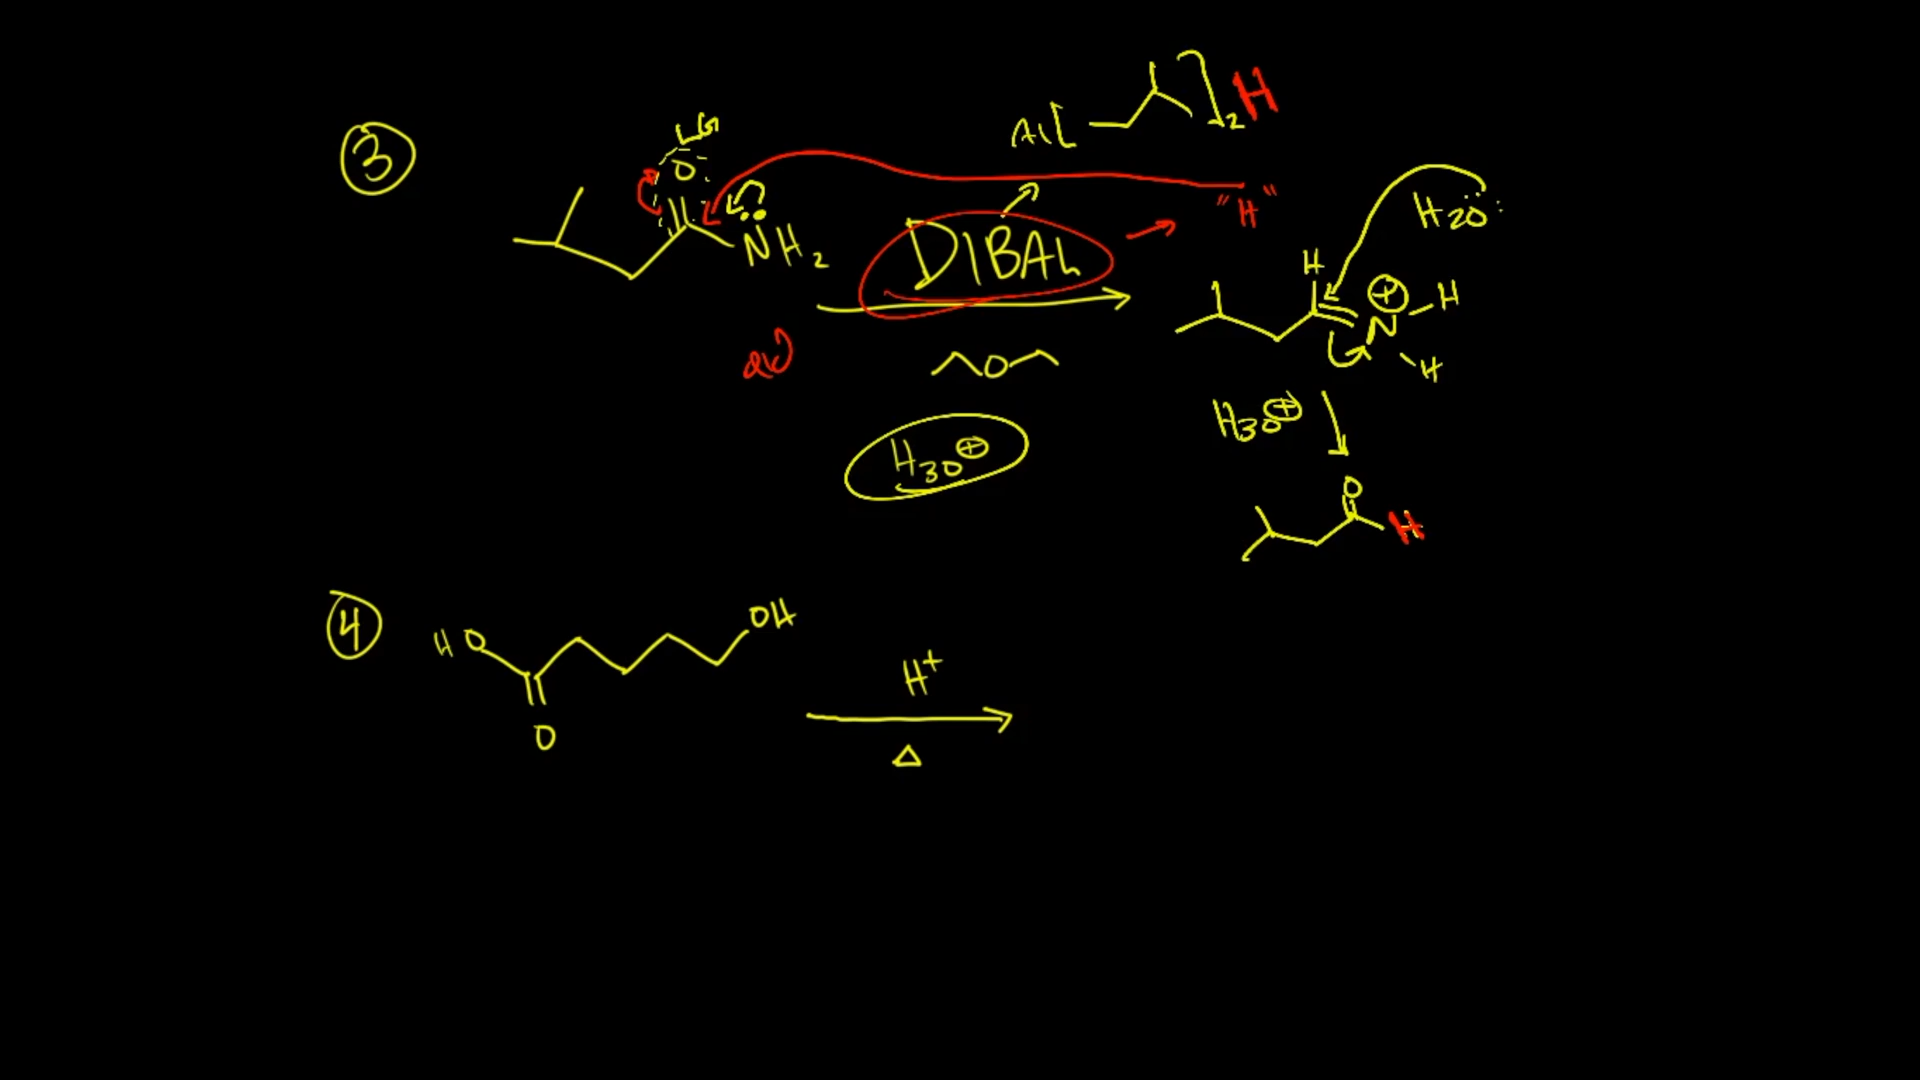 3
LG
O
NH2
Al[ ]2H
DIBAL
"H"
H2O:
H
⊕
N
H
H
O
H3O⊕
H3O⊕
O
H
4
HO
OH
O
H+
Δ